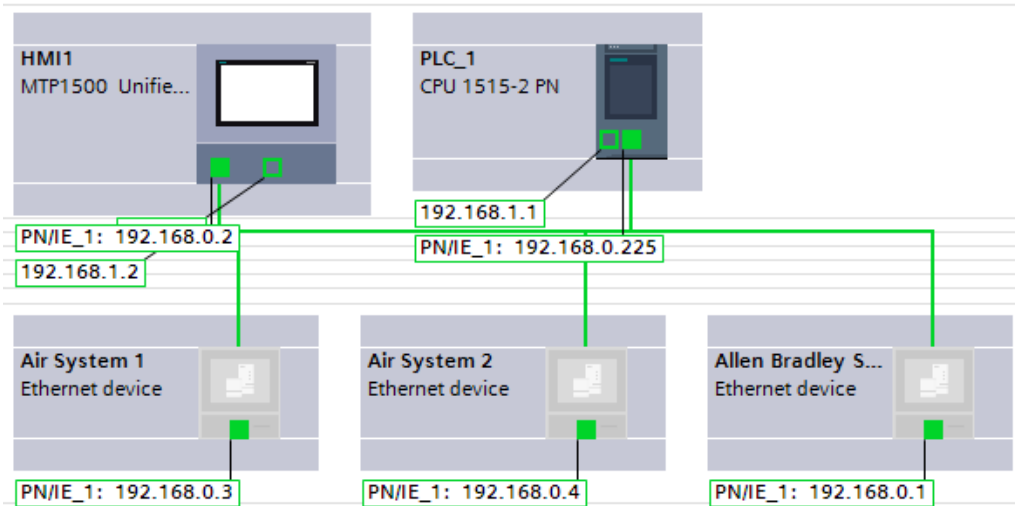 HMI1
MTP1500 Unifie...
PLC_1
CPU 1515-2 PN
192.168.1.1
PN/IE_1: 192.168.0.2
PN/IE_1: 192.168.0.225
192.168.1.2
Air System 1
Ethernet device
Air System 2
Ethernet device
Allen Bradley S...
Ethernet device
PN/IE_1: 192.168.0.3
PN/IE_1: 192.168.0.4
PN/IE_1: 192.168.0.1